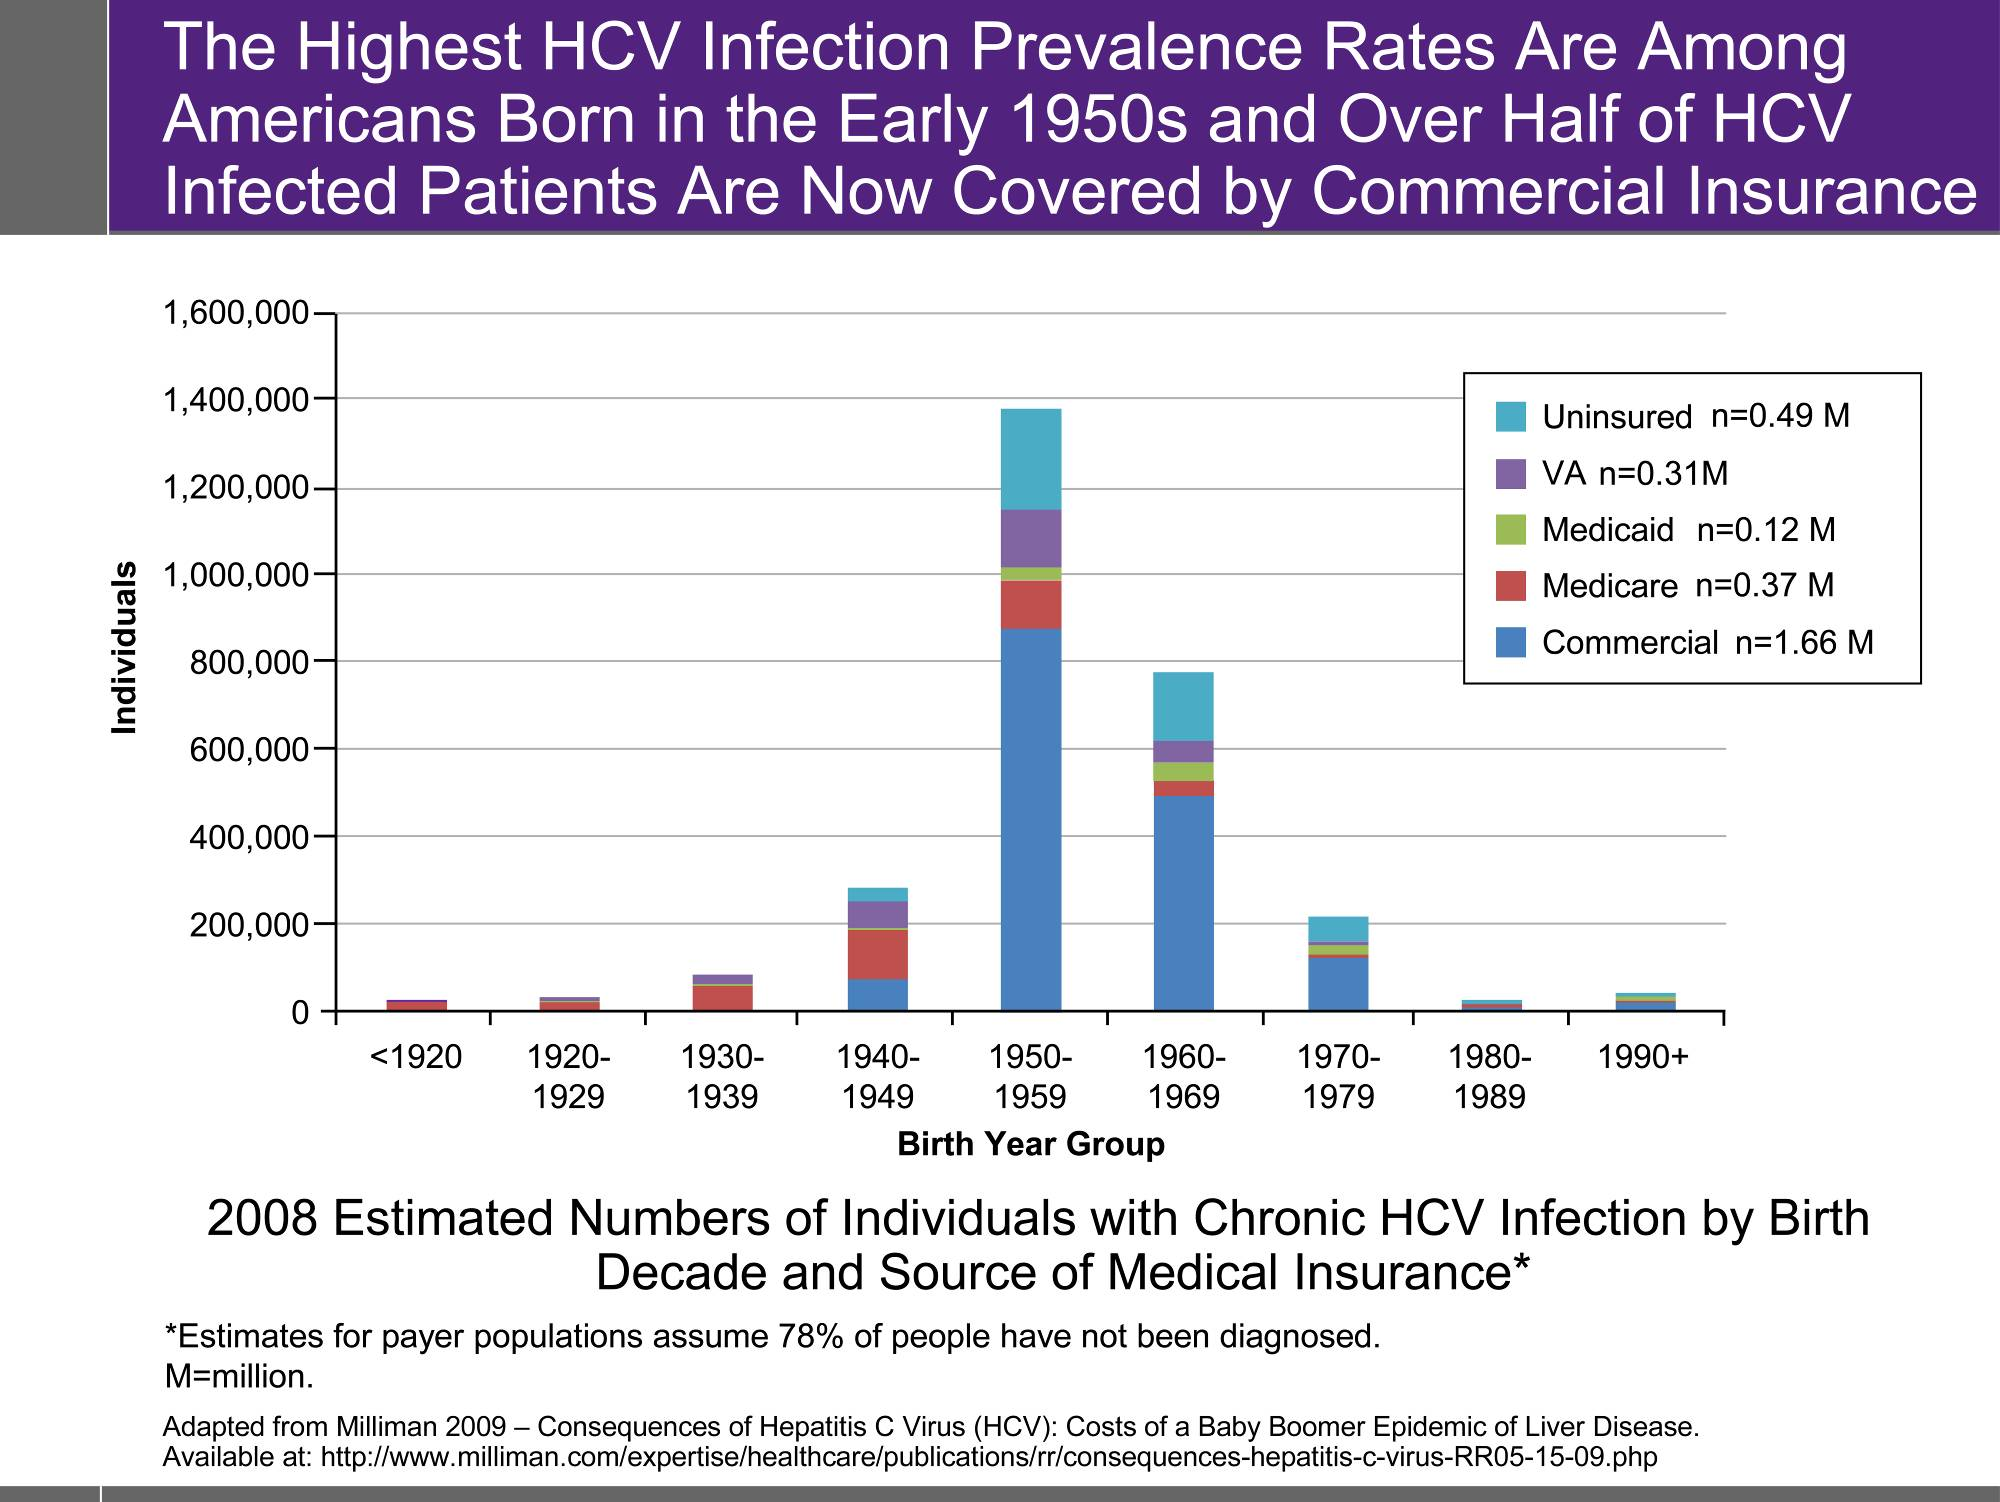 The Highest HCV Infection Prevalence Rates Are Among
Americans Born in the Early 1950s and Over Half of HCV
Infected Patients Are Now Covered by Commercial Insurance
1,600,000
1,400,000
1,200,000
1,000,000
800,000
600,000
400,000
200,000
0
Individuals
Uninsured n=0.49 M
VA n=0.31M
Medicaid n=0.12 M
Medicare n=0.37 M
Commercial n=1.66 M
<1920 1920- 1930- 1940- 1950- 1960- 1970- 1980- 1990+
1929 1939 1949 1959 1969 1979 1989
Birth Year Group
2008 Estimated Numbers of Individuals with Chronic HCV Infection by Birth
Decade and Source of Medical Insurance*
*Estimates for payer populations assume 78% of people have not been diagnosed.
M=million.
Adapted from Milliman 2009 – Consequences of Hepatitis C Virus (HCV): Costs of a Baby Boomer Epidemic of Liver Disease.
Available at: http://www.milliman.com/expertise/healthcare/publications/rr/consequences-hepatitis-c-virus-RR05-15-09.php